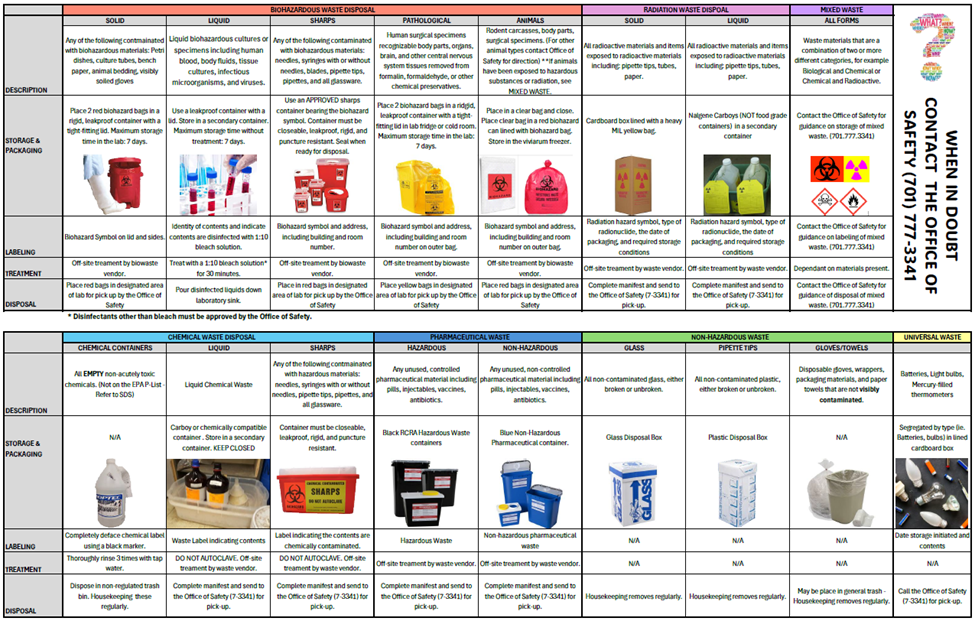 BIOHAZARDOUS WASTE DISPOSAL
RADIATION WASTE DISPOAL
MIXED WASTE
SOLID
LIQUID
SHARPS
PATHOLOGICAL
ANIMALS
SOLID
LIQUID
ALL FORMS
DESCRIPTION
Any of the following contmainated
with biohazardous materials: Petri
dishes, culture tubes, bench
paper, animal bedding, visibly
soiled gloves
Liquid biohazardous cultures or
specimens including human
blood, body fluids, tissue
cultures, infectious
microorganisms, and viruses.
Any of the following contmainated
with biohazardous materials:
needles, syringes with or without
needles, blades, pipette tips,
pipettes, and all glassware.
Human surgical specimens
recognizable body parts, organs,
brain, and other central nervous
system tissues removed from
formalin, formaldehyde, or other
chemical preservatives.
Rodent carcasses, body parts,
surgical specimens. (For other
animal types contact Office of
Safety for direction) **If animals
have been exposed to hazardous
substances or radiation, see
MIXED WASTE.
All radioactive materials and items
exposed to radioactive materials
including: pipette tips, tubes,
paper.
All radioactive materials and items
exposed to radioactive materials
including: pipette tips, tubes,
paper.
Waste materials that are a
combination of two or more
different categories, for example
Biological and Chemical or
Chemical and Radioactive.
STORAGE &
PACKAGING
Place 2 red biohazard bags in a
rigid, leakproof container with a
tight-fitting lid. Maximum storage
time in the lab: 7 days.
Use a leakproof container with a
lid. Store in a secondary container.
Maximum storage time without
treatment: 7 days.
Use an APPROVED sharps
container bearing the biohazard
symbol. Container must be
closeable, leakproof, rigid, and
puncture resistant. Seal when
ready for disposal.
Place 2 biohazard bags in a ridgid,
leakproof container with a tight-
fitting lid in lab fridge or cold room.
Maximum storage time in the lab:
7 days.
Place in a clear bag and close.
Place clear bag in a red biohazard
can lined with biohazard bag.
Store in the vivarium freezer.
Cardboard box lined with a heavy
MiL yellow bag.
Nalgene Carboys (NOT food grade
containers) in a secondary
container
Contact the Office of Safety for
guidance on storage of mixed
waste. (701.777.3341)
LABELING
Biohazard Symbol on lid and sides.
Identity of contents and indicate
contents are disinfected with 1:10
bleach solution.
Biohazard symbol and address,
including building and room
number.
Biohazard symbol and address,
including building and room
number on outer bag.
Biohazard symbol and address,
including building and room
number on outer bag.
Radiation hazard symbol, type of
radionuclide, the date of
packaging, and required storage
conditions
Radiation hazard symbol, type of
radionuclide, the date of
packaging, and required storage
conditions
Contact the Office of Safety for
guidance on labeling of mixed
waste. (701.777.3341)
TREATMENT
Off-site treatment by biowaste
vendor.
Treat with a 1:10 bleach solution*
for 30 minutes.
Off-site treatment by biowaste
vendor.
Off-site treatment by biowaste
vendor.
Off-site treatment by biowaste
vendor.
Off-site treatment by waste vendor.
Off-site treatment by waste vendor.
Dependant on materials present.
DISPOSAL
Place red bags in designated area
of lab for pick up by the Office of
Safety
Pour disinfected liquids down
laboratory sink.
Place in red bags in designated
area of lab for pick up by the Office
of Safety
Place yellow bags in designated
area of lab for pick up by the Office
of Safety
Place red bags in designated area
of lab for pick up by the Office of
Safety
Complete manifest and send to
the Office of Safety (7-3341) for
pick-up.
Complete manifest and send to
the Office of Safety (7-3341) for
pick-up.
Contact the Office of Safety for
guidance of disposal of mixed
waste. (701.777.3341)
* Disinfectants other than bleach must be approved by the Office of Safety.
WHAT?
WHEN IN DOUBT
CONTACT THE OFFICE OF
SAFETY (701) 777-3341
CHEMICAL WASTE DISPOSAL
PHARMACEUTICAL WASTE
NON-HAZARDOUS WASTE
UNIVERSAL WASTE
CHEMICAL CONTAINERS
LIQUID
SHARPS
HAZARDOUS
NON-HAZARDOUS
GLASS
PIPETTE TIPS
GLOVES/TOWELS
DESCRIPTION
All EMPTY non-acutely toxic
chemicals. (Not on the EPA P-List -
Refer to SDS)
Liquid Chemical Waste
Any of the following contmainated
with hazardous materials:
needles, syringes with or without
needles, pipette tips, pipettes, and
all glassware.
Any unused, controlled
pharmaceutical material including
pills, injectables, vaccines,
antibiotics.
Any unused, non-controlled
pharmaceutical material including
pills, injectables, vaccines,
antibiotics.
All non-contaminated glass, either
broken or unbroken.
All non-contaminated plastic,
either broken or unbroken.
Disposable gloves, wrappers,
packaging materials, and paper
towels that are not visibly
contaminated.
Batteries, Light bulbs,
Mercury-filled
thermometers
STORAGE &
PACKAGING
N/A
Carboy or chemically compatible
container . Store in a secondary
container. KEEP CLOSED
Container must be closeable,
leakproof, rigid, and puncture
resistant.
Black RCRA Hazardous Waste
containers
Blue Non-Hazardous
Pharmaceutical container.
Glass Disposal Box
Plastic Disposal Box
N/A
Segregated by type (ie.
Batteries, bulbs) in lined
cardboard box
SHARPS
DO NOT AUTOCLAVE
GLASS
LABELING
Completely deface chemical label
using a black marker.
Waste Label indicating contents
Label indicating the contents are
chemically contaminated.
Hazardous Waste
Non-hazardous pharmaceutical
waste
N/A
N/A
N/A
Date storage initiated and
contents
TREATMENT
Thoroughly rinse 3 times with tap
water.
DO NOT AUTOCLAVE. Off-site
treament by waste vendor.
DO NOT AUTOCLAVE. Off-site
treament by waste vendor.
Off-site treatment by waste vendor.
Off-site treatment by waste vendor.
N/A
N/A
N/A
N/A
DISPOSAL
Dispose in non-regulated trash
bin. Housekeeping these
regularly.
Complete manifest and send to
the Office of Safety (7-3341) for
pick-up.
Complete manifest and send to
the Office of Safety (7-3341) for
pick-up.
Complete manifest and send to
the Office of Safety (7-3341) for
pick-up.
Complete manifest and send to
the Office of Safety (7-3341) for
pick-up.
Housekeeping removes regularly.
Housekeeping removes regularly.
May be place in general trash -
Housekeeping removes regularly.
Call the Office of Safety
(7-3341) for pick-up.